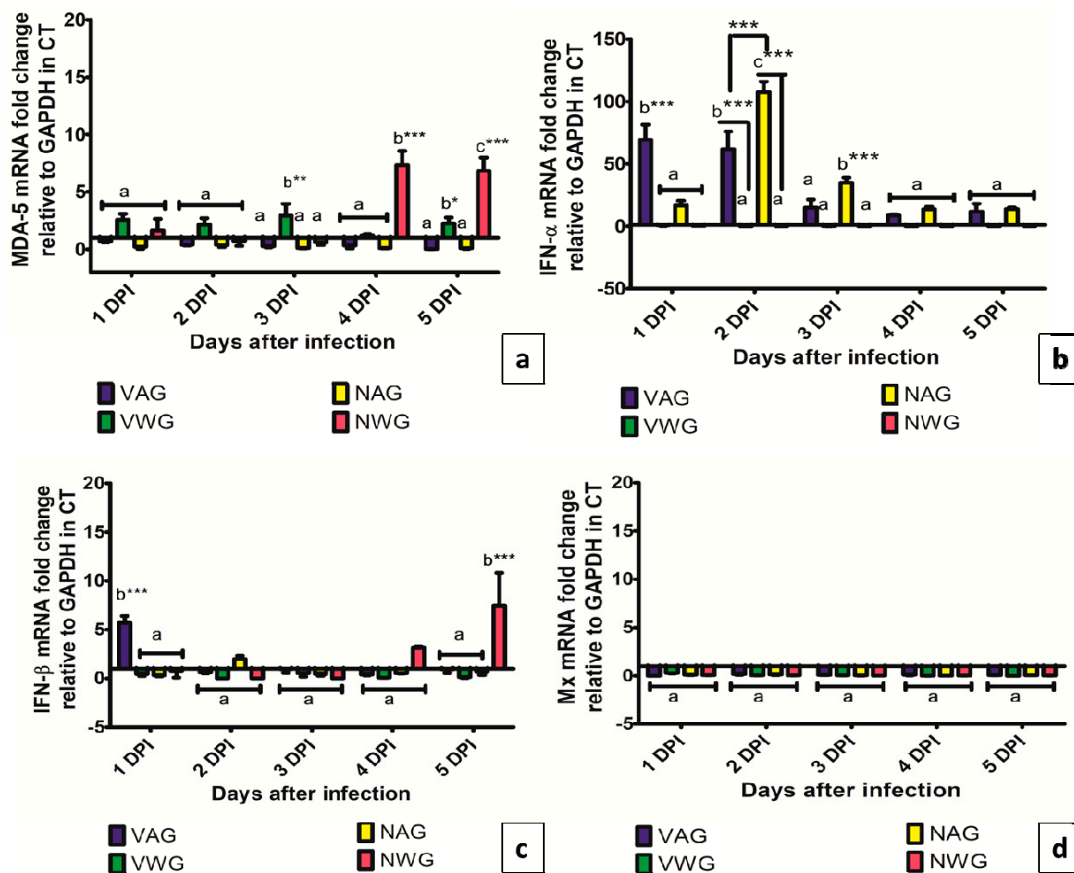 MDA-5 mRNA fold change
relative to GAPDH in CT
20
15
10
5
0
a
a
a
b**
a
a
a
b***
a
b*
a
c***
1 DPI
2 DPI
3 DPI
4 DPI
5 DPI
Days after infection
a
VAG
NAG
VWG
NWG
IFN-α mRNA fold change
relative to GAPDH in CT
150
100
50
0
-50
***
c***
b***
b***
a
a
a
a
a
b***
a
a
a
1 DPI
2 DPI
3 DPI
4 DPI
5 DPI
Days after infection
b
VAG
NAG
VWG
NWG
IFN-β mRNA fold change
relative to GAPDH in CT
20
15
10
5
0
-5
b***
a
a
a
a
a
b***
1 DPI
2 DPI
3 DPI
4 DPI
5 DPI
Days after infection
c
VAG
NAG
VWG
NWG
Mx mRNA fold change
relative to GAPDH in CT
20
15
10
5
0
-5
a
a
a
a
a
1 DPI
2 DPI
3 DPI
4 DPI
5 DPI
Days after infection
d
VAG
NAG
VWG
NWG